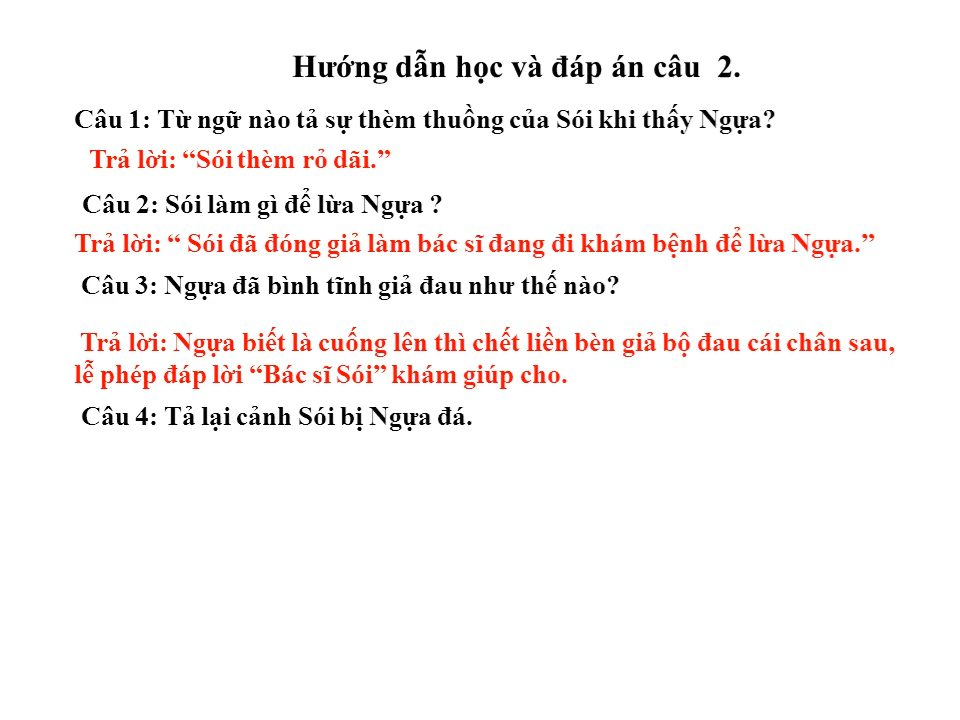 Hướng dẫn học và đáp án câu 2.
Câu 1: Từ ngữ nào tả sự thèm thuồng của Sói khi thấy Ngựa?
Trả lời: “Sói thèm rỏ dãi.”
Câu 2: Sói làm gì để lừa Ngựa ?
Trả lời: “ Sói đã đóng giả làm bác sĩ đang đi khám bệnh để lừa Ngựa.”
Câu 3: Ngựa đã bình tĩnh giả đau như thế nào?
Trả lời: Ngựa biết là cuống lên thì chết liền bèn giả bộ đau cái chân sau,
lễ phép đáp lời “Bác sĩ Sói” khám giúp cho.
Câu 4: Tả lại cảnh Sói bị Ngựa đá.